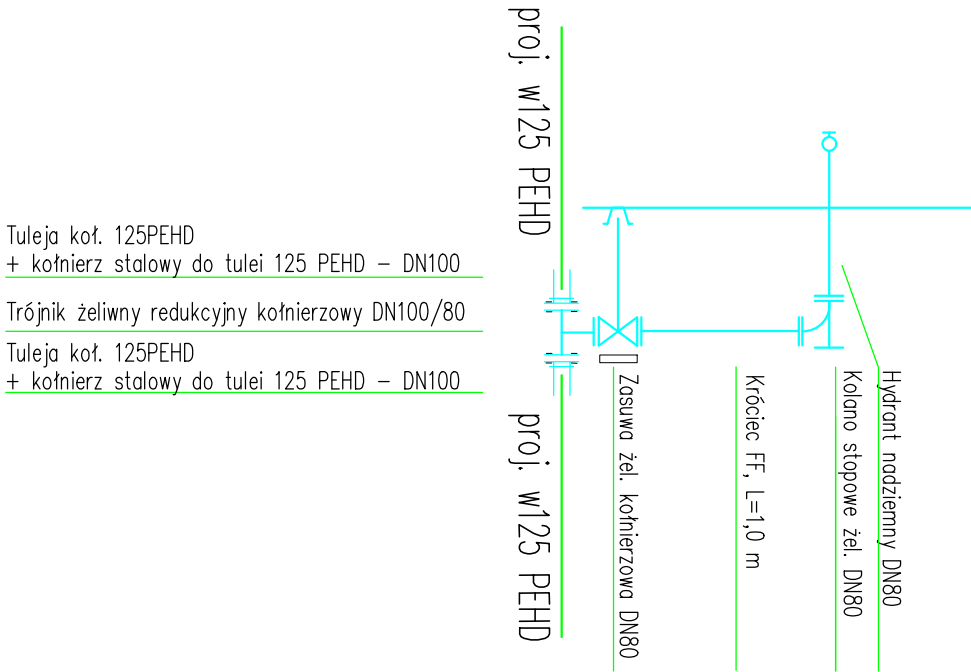 proj. w125 PEHD
Tuleja koł. 125PEHD
+ kołnierz stalowy do tulei 125 PEHD - DN100
Trójnik żeliwny redukcyjny kołnierzowy DN100/80
Tuleja koł. 125PEHD
+ kołnierz stalowy do tulei 125 PEHD - DN100
proj. w125 PEHD
Zasuwa żel. kołnierzowa DN80
Króciec FF, L=1,0 m
Kolano stopowe żel. DN80
Hydrant nadziemny DN80